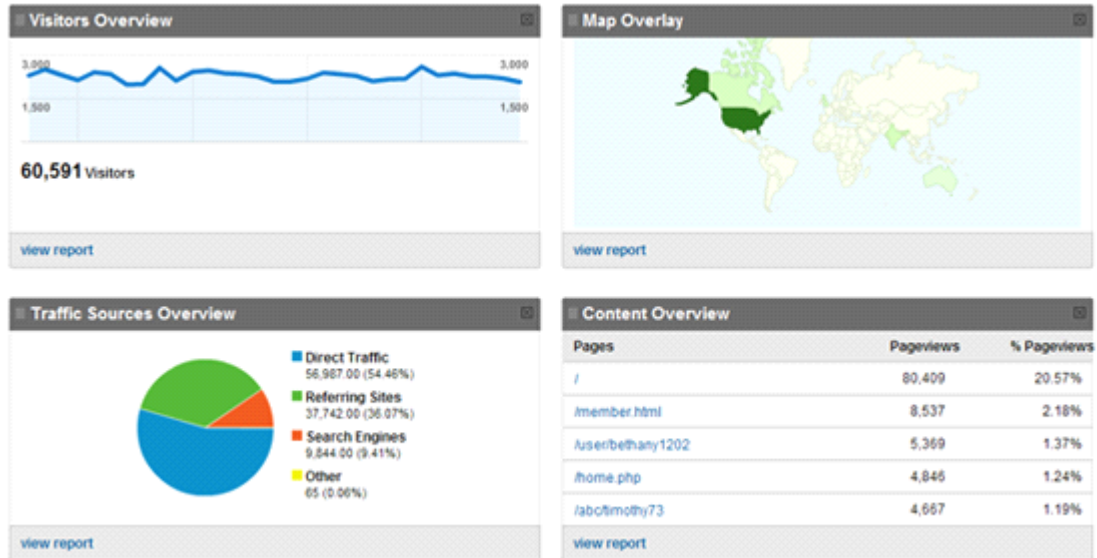 Visitors Overview
3,000
3,000
1,500
1,500
60,591 Visitors
view report
Map Overlay
view report
Traffic Sources Overview
Direct Traffic
56,987.00 (54.46%)
Referring Sites
37,742.00 (36.07%)
Search Engines
9,844.00 (9.41%)
Other
65 (0.06%)
view report
Content Overview
Pages Pageviews % Pageviews
/ 80,409 20.57%
/member.html 8,537 2.18%
/user/bethany1202 5,369 1.37%
/home.php 4,846 1.24%
/abc/timothy73 4,667 1.19%
view report